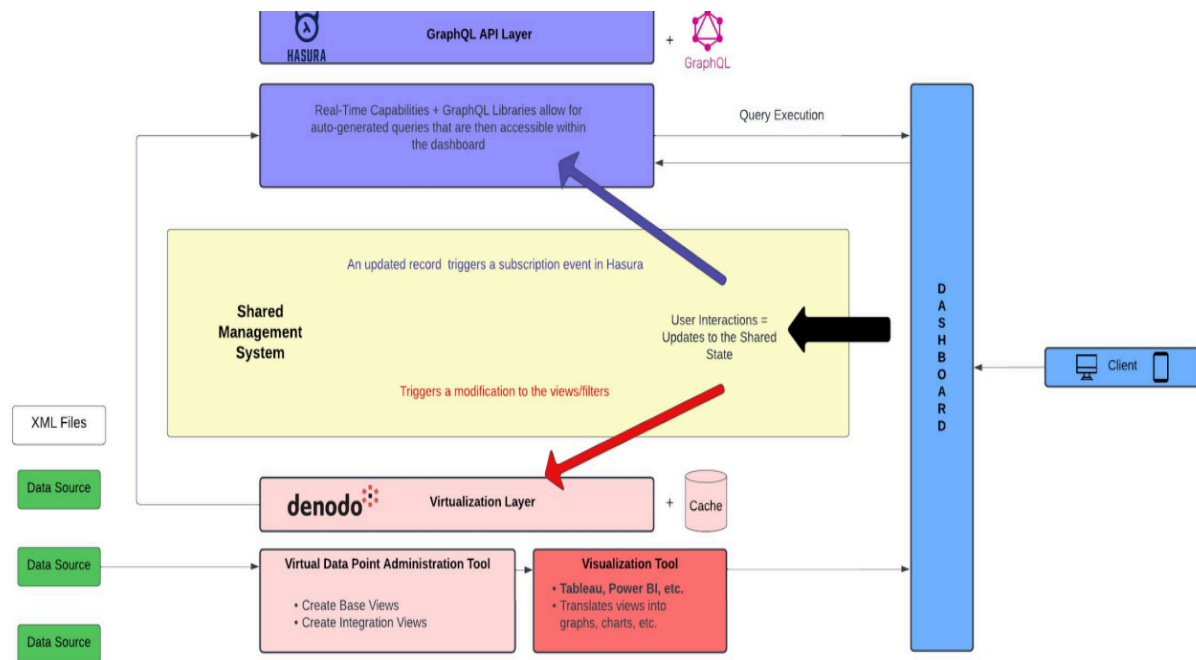 HASURA
GraphQL API Layer
+
GraphQL
Real-Time Capabilities + GraphQL Libraries allow for
auto-generated queries that are then accessible within
the dashboard
Query Execution
An updated record triggers a subscription event in Hasura
Shared
Management
System
User Interactions =
Updates to the Shared
State
Triggers a modification to the views/filters
DASHBOARD
Client
XML Files
Data Source
denodo
Virtualization Layer
+
Cache
Data Source
Virtual Data Point Administration Tool
• Create Base Views
• Create Integration Views
Visualization Tool
• Tableau, Power BI, etc.
• Translates views into
graphs, charts, etc.
Data Source